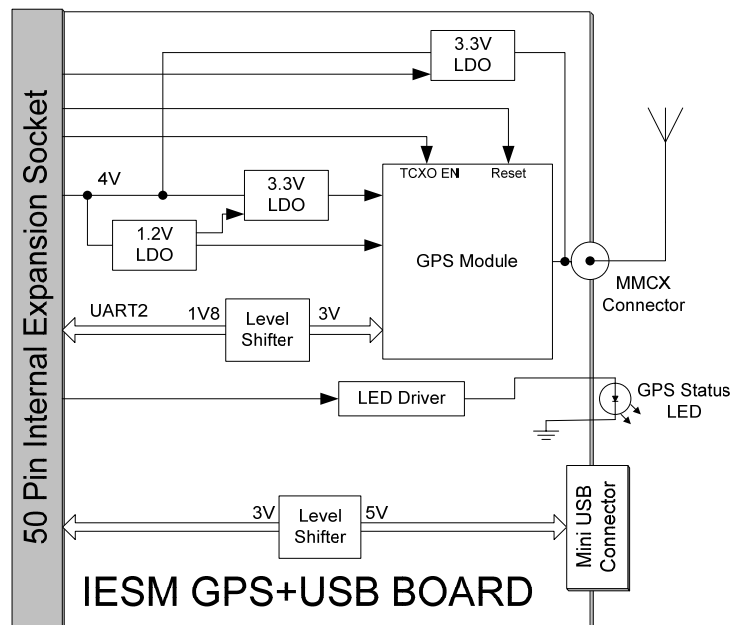 50 Pin Internal Expansion Socket
3.3V
LDO
4V
3.3V
LDO
1.2V
LDO
TCXO EN
Reset
GPS Module
MMCX
Connector
UART2
1V8
Level
Shifter
3V
LED Driver
GPS Status
LED
3V
Level
Shifter
5V
Mini USB
Connector
IESM GPS+USB BOARD